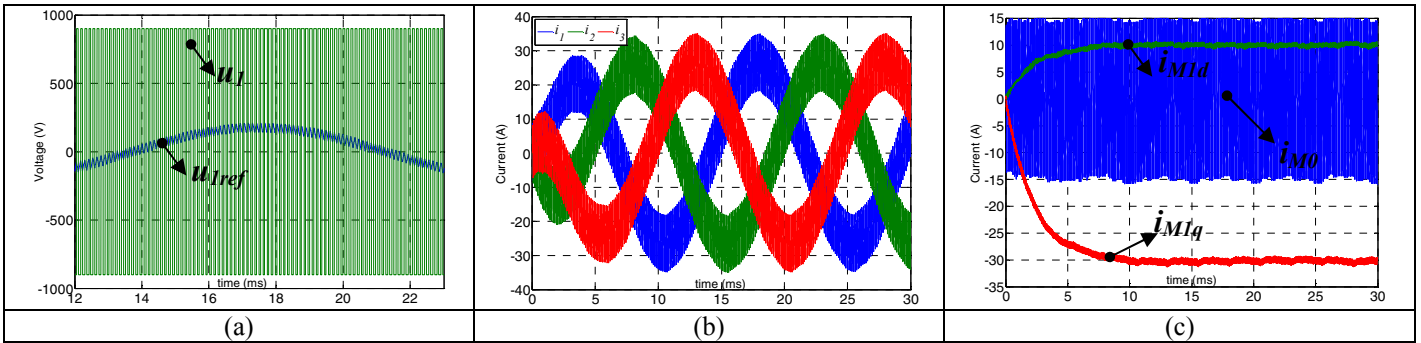 1000
500
0
-500
-1000
Voltage (V)
u1
u1ref
12 14 16 18 20 22
time (ms)
(a)
40
30
20
10
0
-10
-20
-30
-40
Current (A)
i1 i2 i3
0 5 10 15 20 25 30
time (ms)
(b)
15
10
5
0
-5
-10
-15
-20
-25
-30
-35
Current (A)
iM1d
iM0
iM1q
0 5 10 15 20 25 30
time (ms)
(c)